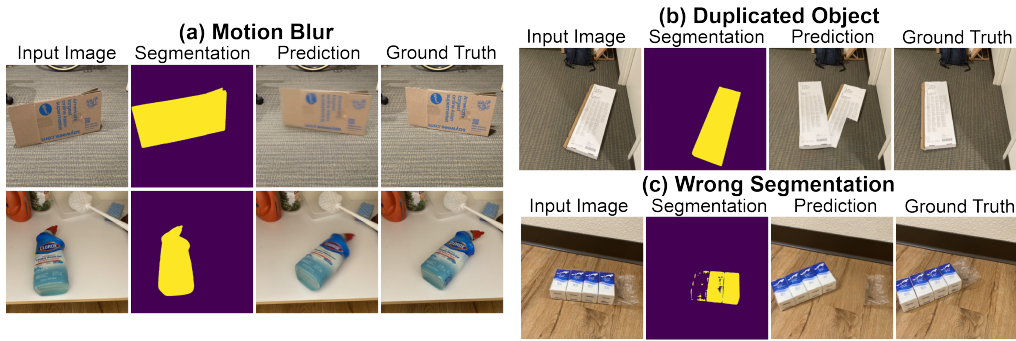 (a) Motion Blur
Input Image Segmentation Prediction Ground Truth
CLOROX
(b) Duplicated Object
Input Image Segmentation Prediction Ground Truth
(c) Wrong Segmentation
Input Image Segmentation Prediction Ground Truth